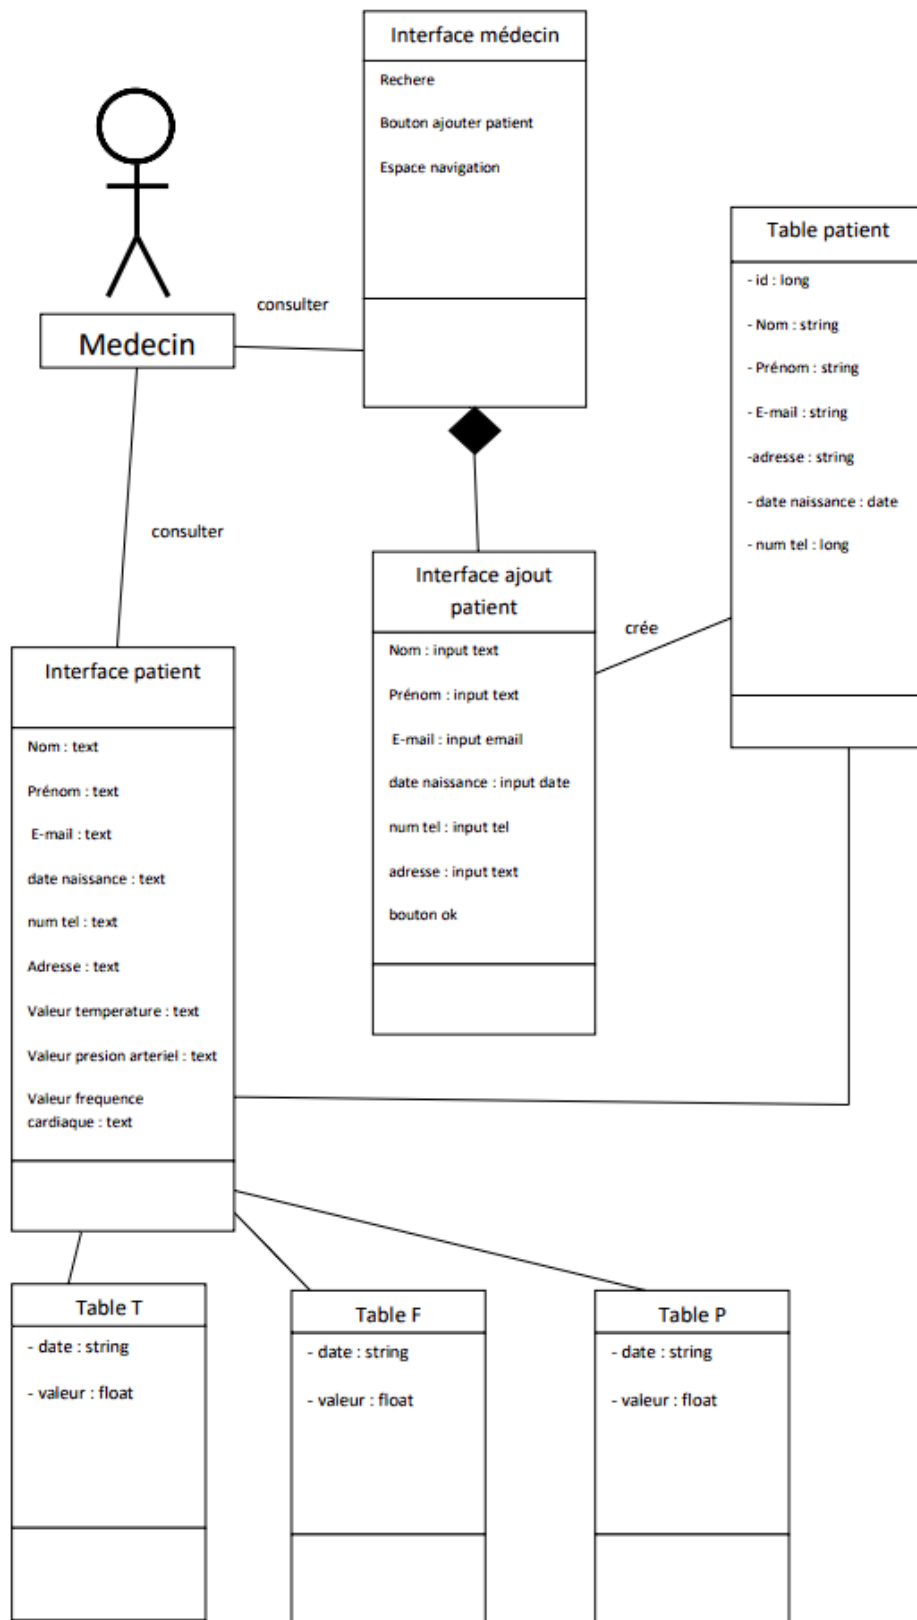 Interface médecin
Rechere
Bouton ajouter patient
Espace navigation
Medecin
consulter
consulter
Table patient
- id : long
- Nom : string
- Prénom : string
- E-mail : string
-adresse : string
- date naissance : date
- num tel : long
Interface ajout
patient
Nom : input text
Prénom : input text
E-mail : input email
date naissance : input date
num tel : input tel
adresse : input text
bouton ok
crée
Interface patient
Nom : text
Prénom : text
E-mail : text
date naissance : text
num tel : text
Adresse : text
Valeur temperature : text
Valeur presion arteriel : text
Valeur frequence
cardiaque : text
Table T
- date : string
- valeur : float
Table F
- date : string
- valeur : float
Table P
- date : string
- valeur : float